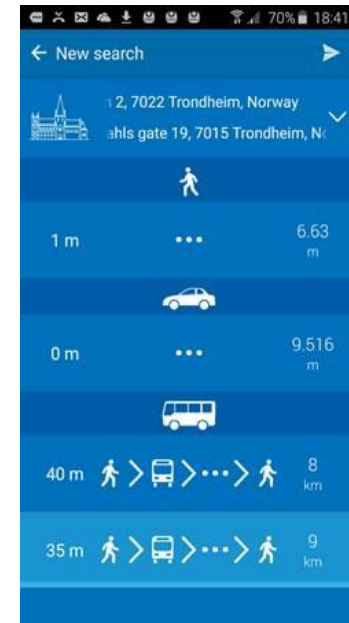 70% 18:41
New search
2, 7022 Trondheim, Norway
ahls gate 19, 7015 Trondheim, N
1 m
6.63
m
0 m
9.516
m
40 m
8
km
35 m
9
km